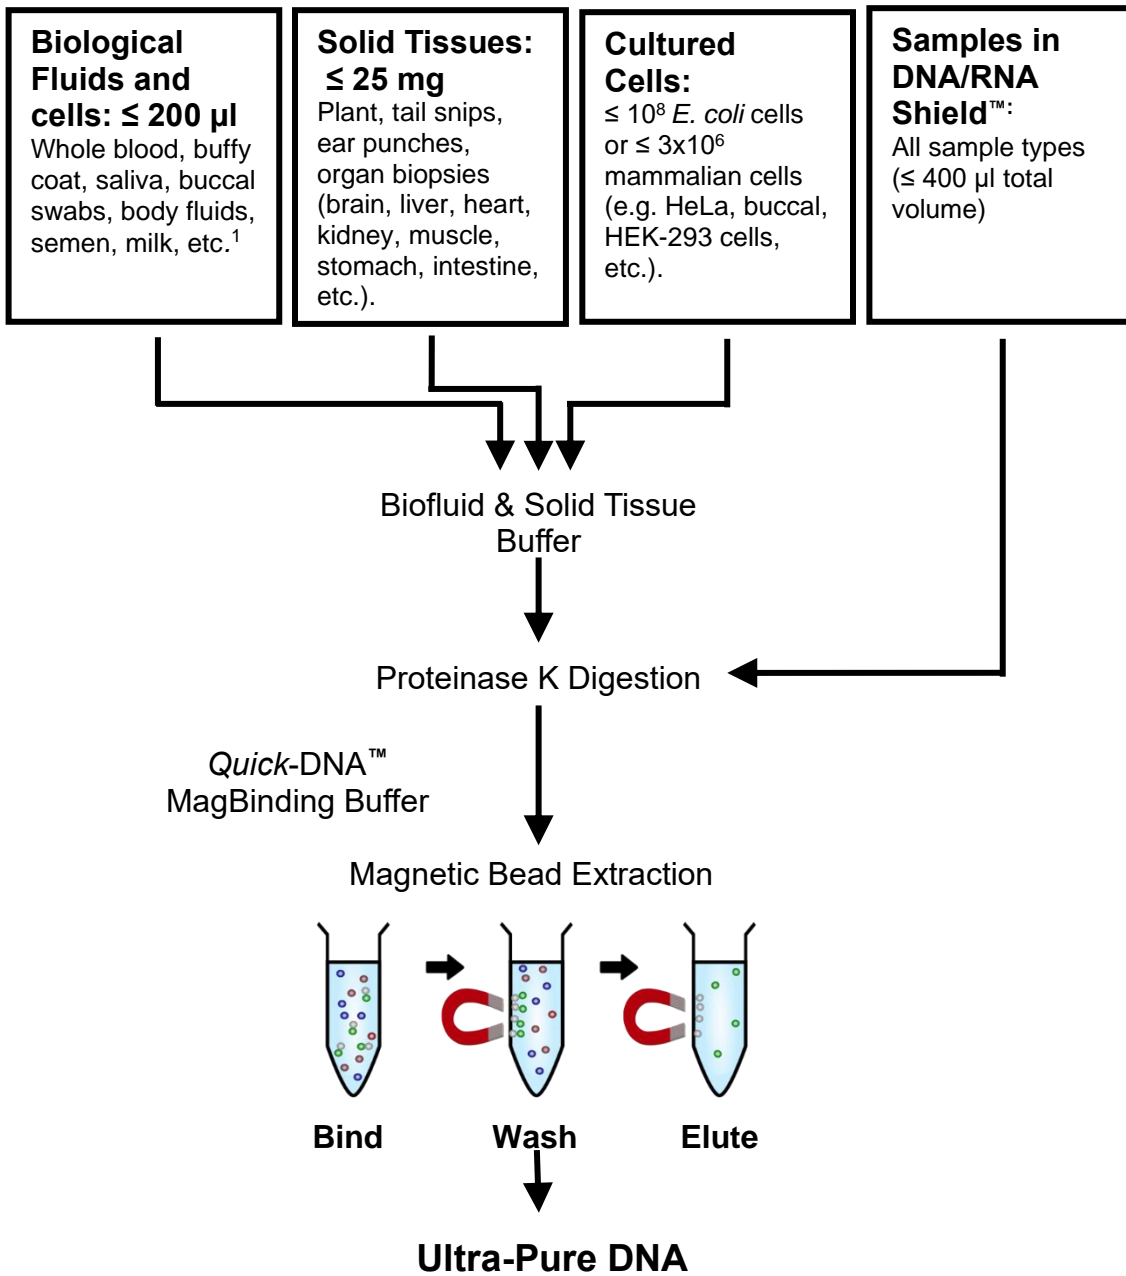 Biological
Fluids and
cells: ≤ 200 µl
Whole blood, buffy
coat, saliva, buccal
swabs, body fluids,
semen, milk, etc.¹
Solid Tissues:
≤ 25 mg
Plant, tail snips,
ear punches,
organ biopsies
(brain, liver, heart,
kidney, muscle,
stomach, intestine,
etc.).
Cultured
Cells:
≤ 10⁸ E. coli cells
or ≤ 3x10⁶
mammalian cells
(e.g. HeLa, buccal,
HEK-293 cells,
etc.).
Samples in
DNA/RNA
Shield™:
All sample types
(≤ 400 µl total
volume)
Biofluid & Solid Tissue
Buffer
Proteinase K Digestion
Quick-DNA™
MagBinding Buffer
Magnetic Bead Extraction
Bind Wash Elute
Ultra-Pure DNA